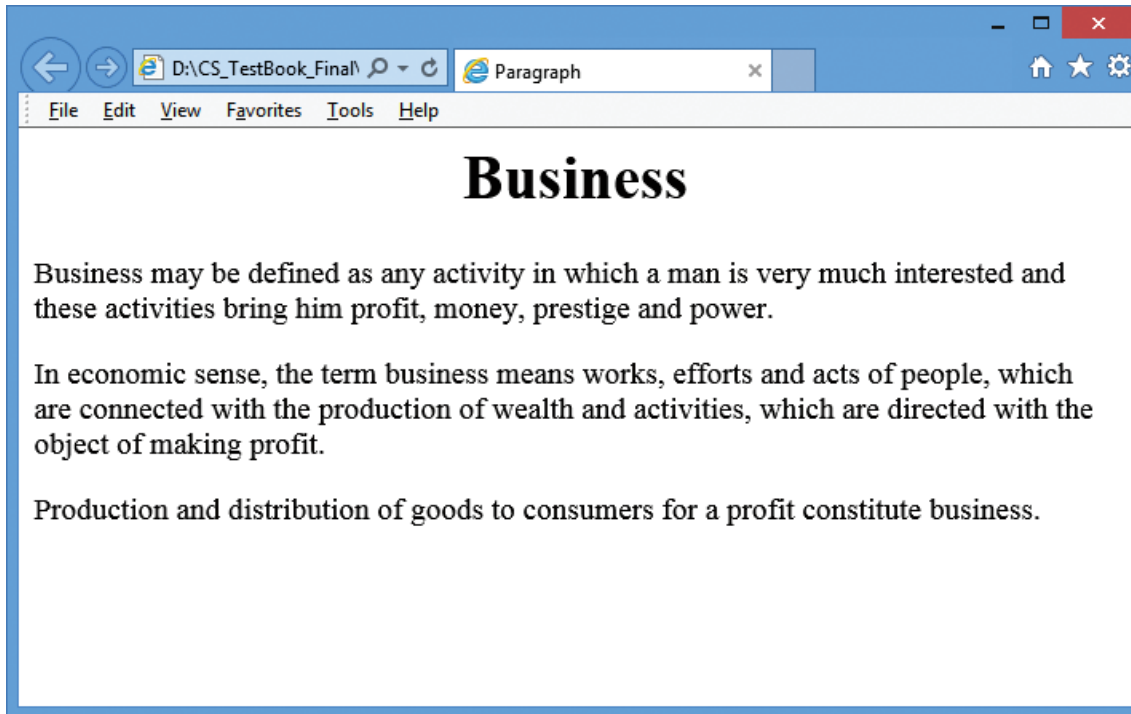 D:\CS_TestBook_Final\
Paragraph
File Edit View Favorites Tools Help
Business
Business may be defined as any activity in which a man is very much interested and
these activities bring him profit, money, prestige and power.
In economic sense, the term business means works, efforts and acts of people, which
are connected with the production of wealth and activities, which are directed with the
object of making profit.
Production and distribution of goods to consumers for a profit constitute business.